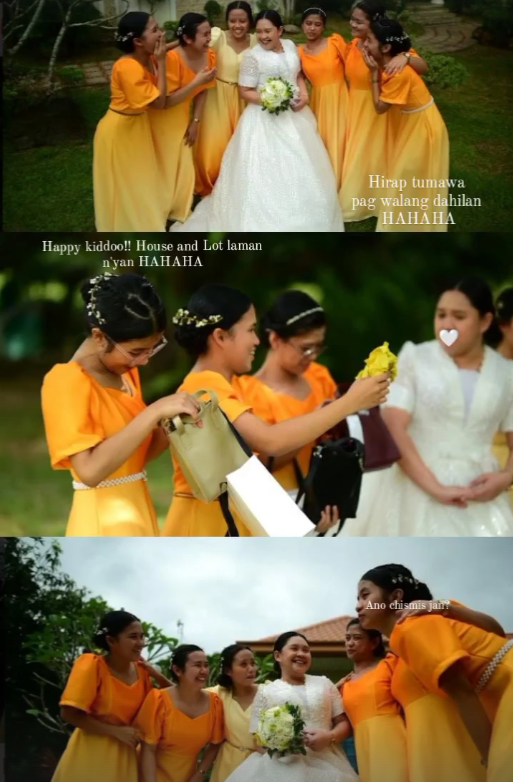 Hirap tumawa
pag walang dahilan
HAHAHA
Happy kiddoo!! House and Lot laman
n'yan HAHAHA
Ano chismis jan?